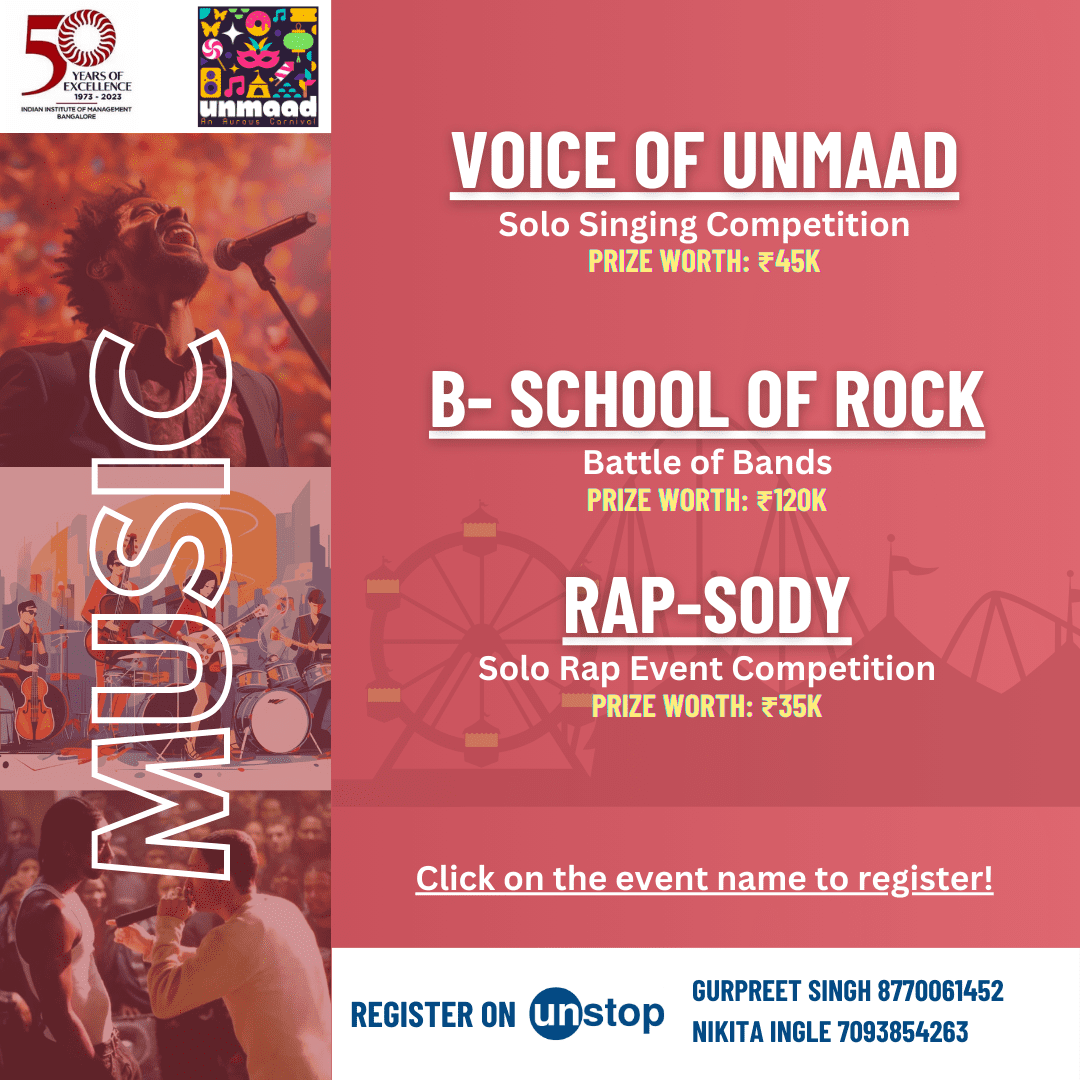 50
YEARS OF
EXCELLENCE
1973 - 2023
INDIAN INSTITUTE OF MANAGEMENT
BANGALORE
unmaad
An Aurous Carnival
MUSIC
VOICE OF UNMAAD
Solo Singing Competition
PRIZE WORTH: ₹45K
B- SCHOOL OF ROCK
Battle of Bands
PRIZE WORTH: ₹120K
RAP-SODY
Solo Rap Event Competition
PRIZE WORTH: ₹35K
Click on the event name to register!
REGISTER ON unstop
GURPREET SINGH 8770061452
NIKITA INGLE 7093854263